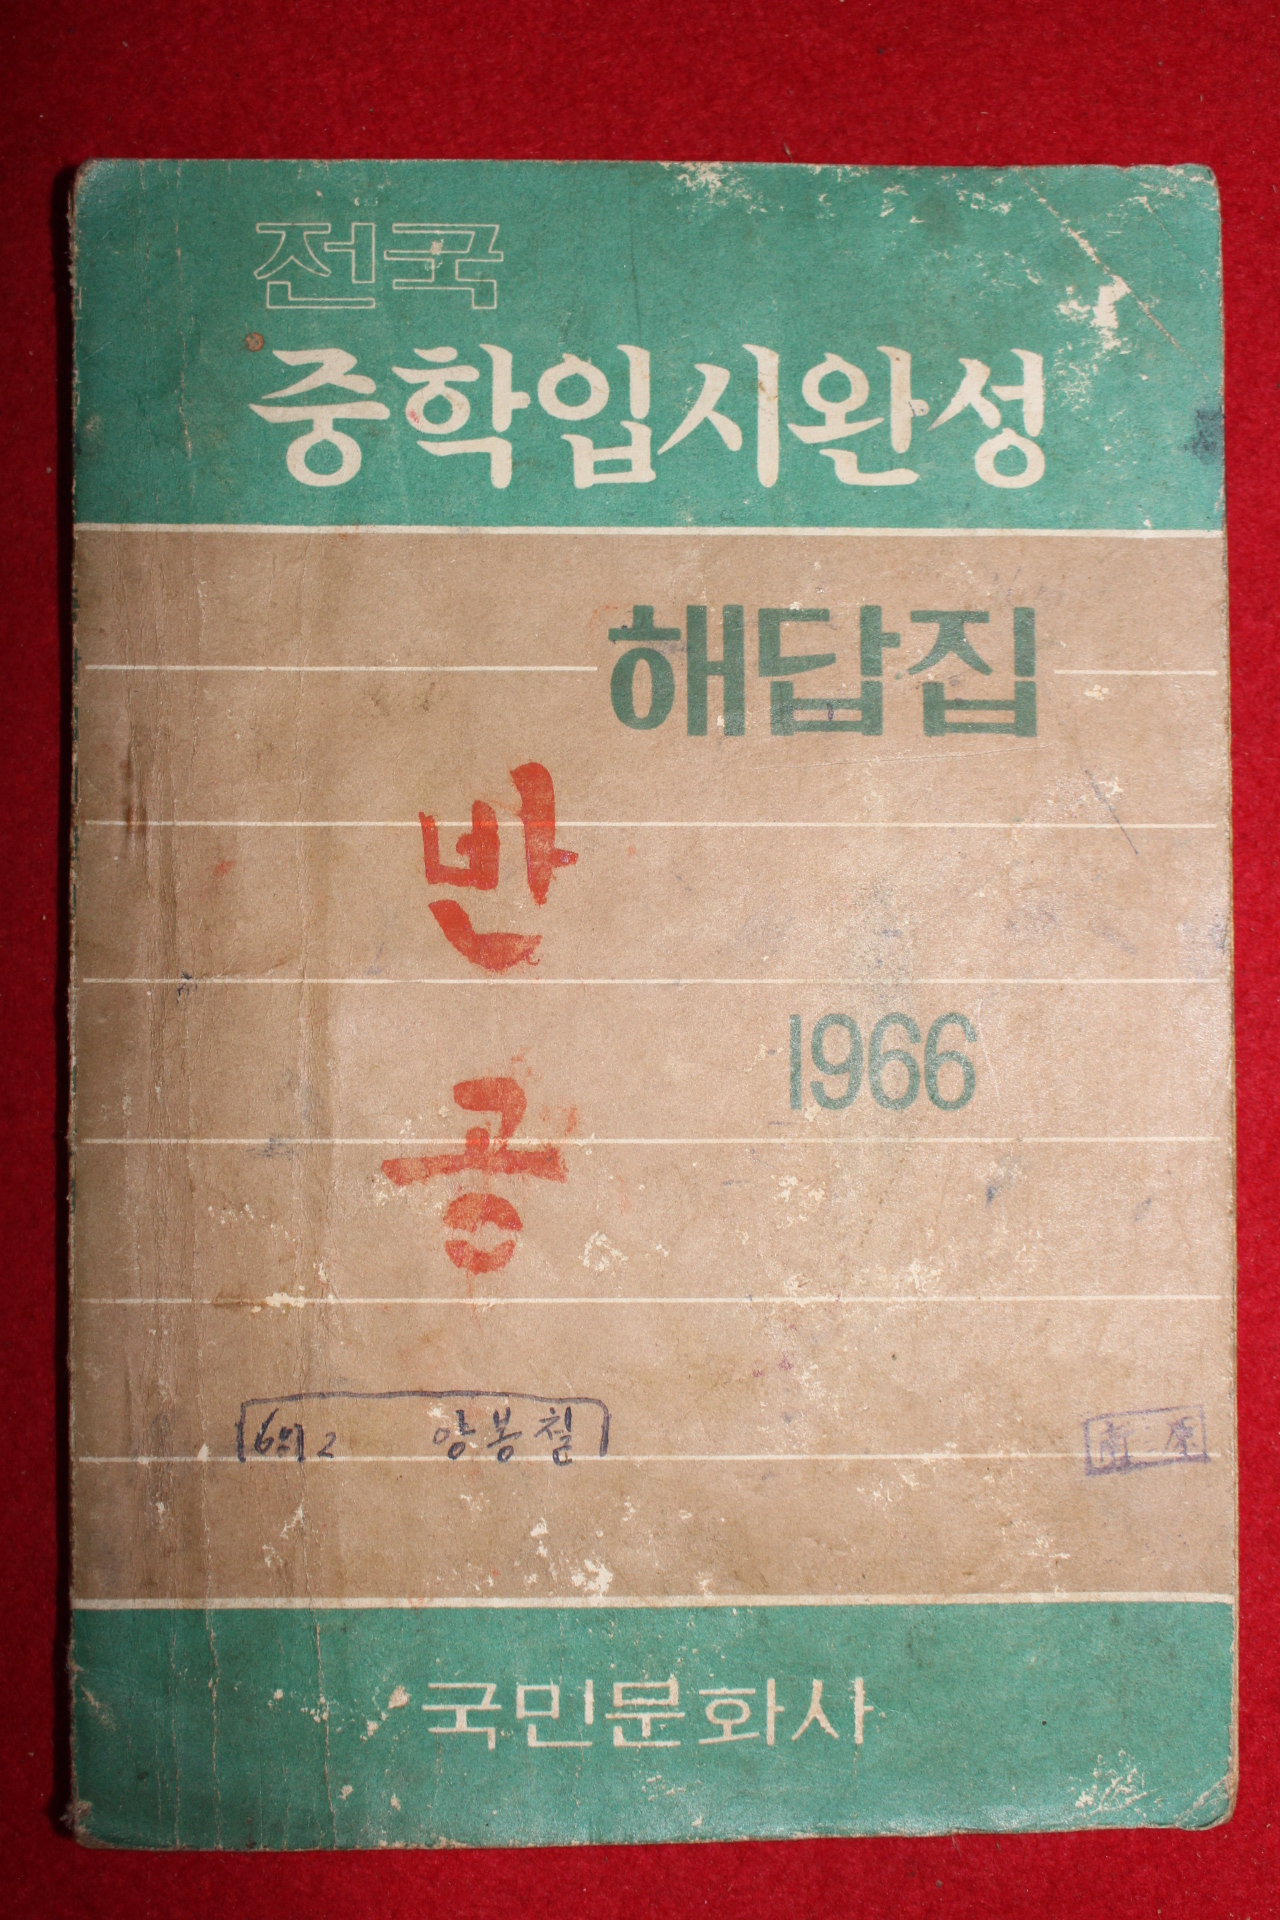 전국
중학입시완성
해답집
반
공
1966
6의2 양봉철
국민문화사